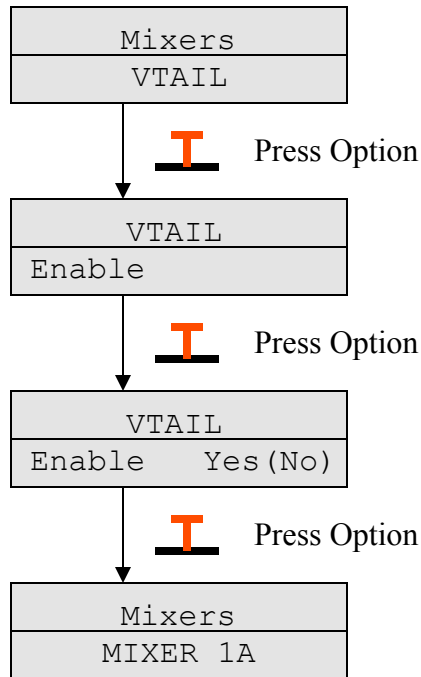 Mixers
VTAIL
Press Option
VTAIL
Enable
Press Option
VTAIL
Enable Yes(No)
Press Option
Mixers
MIXER 1A